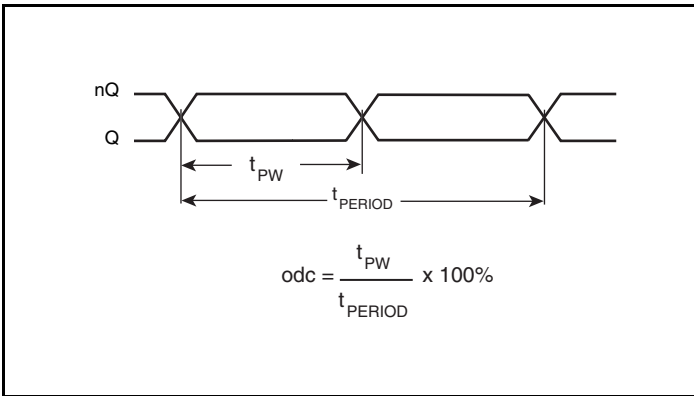 nQ
Q
tPW
tPERIOD
odc = tPW / tPERIOD x 100%